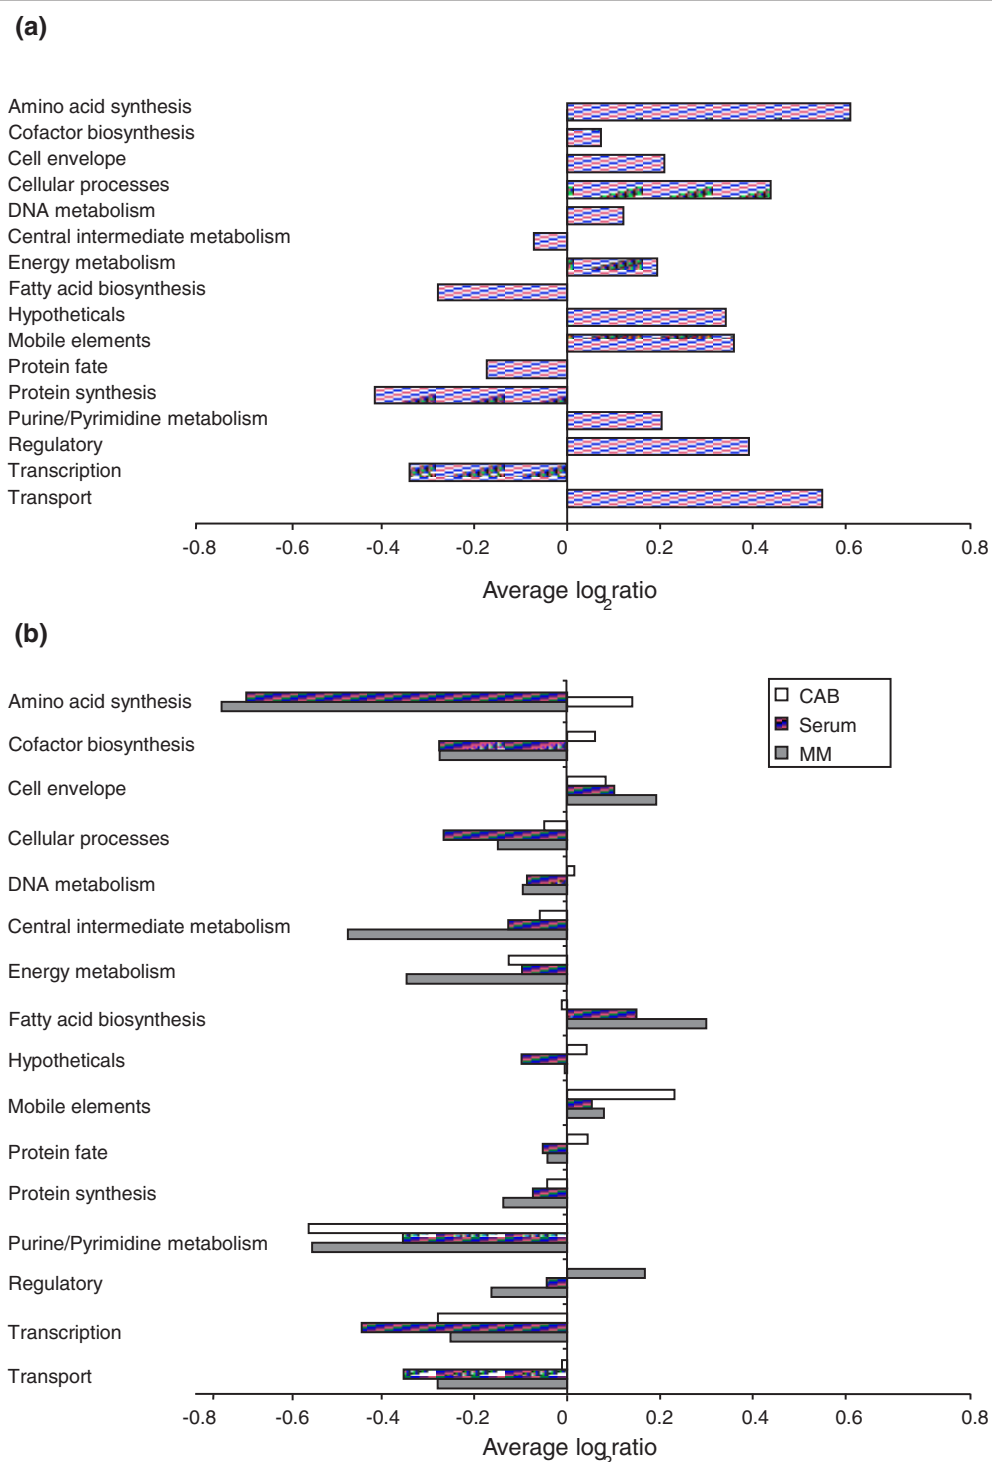 (a)
Amino acid synthesis
Cofactor biosynthesis
Cell envelope
Cellular processes
DNA metabolism
Central intermediate metabolism
Energy metabolism
Fatty acid biosynthesis
Hypotheticals
Mobile elements
Protein fate
Protein synthesis
Purine/Pyrimidine metabolism
Regulatory
Transcription
Transport
-0.8 -0.6 -0.4 -0.2 0 0.2 0.4 0.6 0.8
Average log2ratio
(b)
CAB
Serum
MM
Amino acid synthesis
Cofactor biosynthesis
Cell envelope
Cellular processes
DNA metabolism
Central intermediate metabolism
Energy metabolism
Fatty acid biosynthesis
Hypotheticals
Mobile elements
Protein fate
Protein synthesis
Purine/Pyrimidine metabolism
Regulatory
Transcription
Transport
-0.8 -0.6 -0.4 -0.2 0 0.2 0.4 0.6 0.8
Average log2ratio